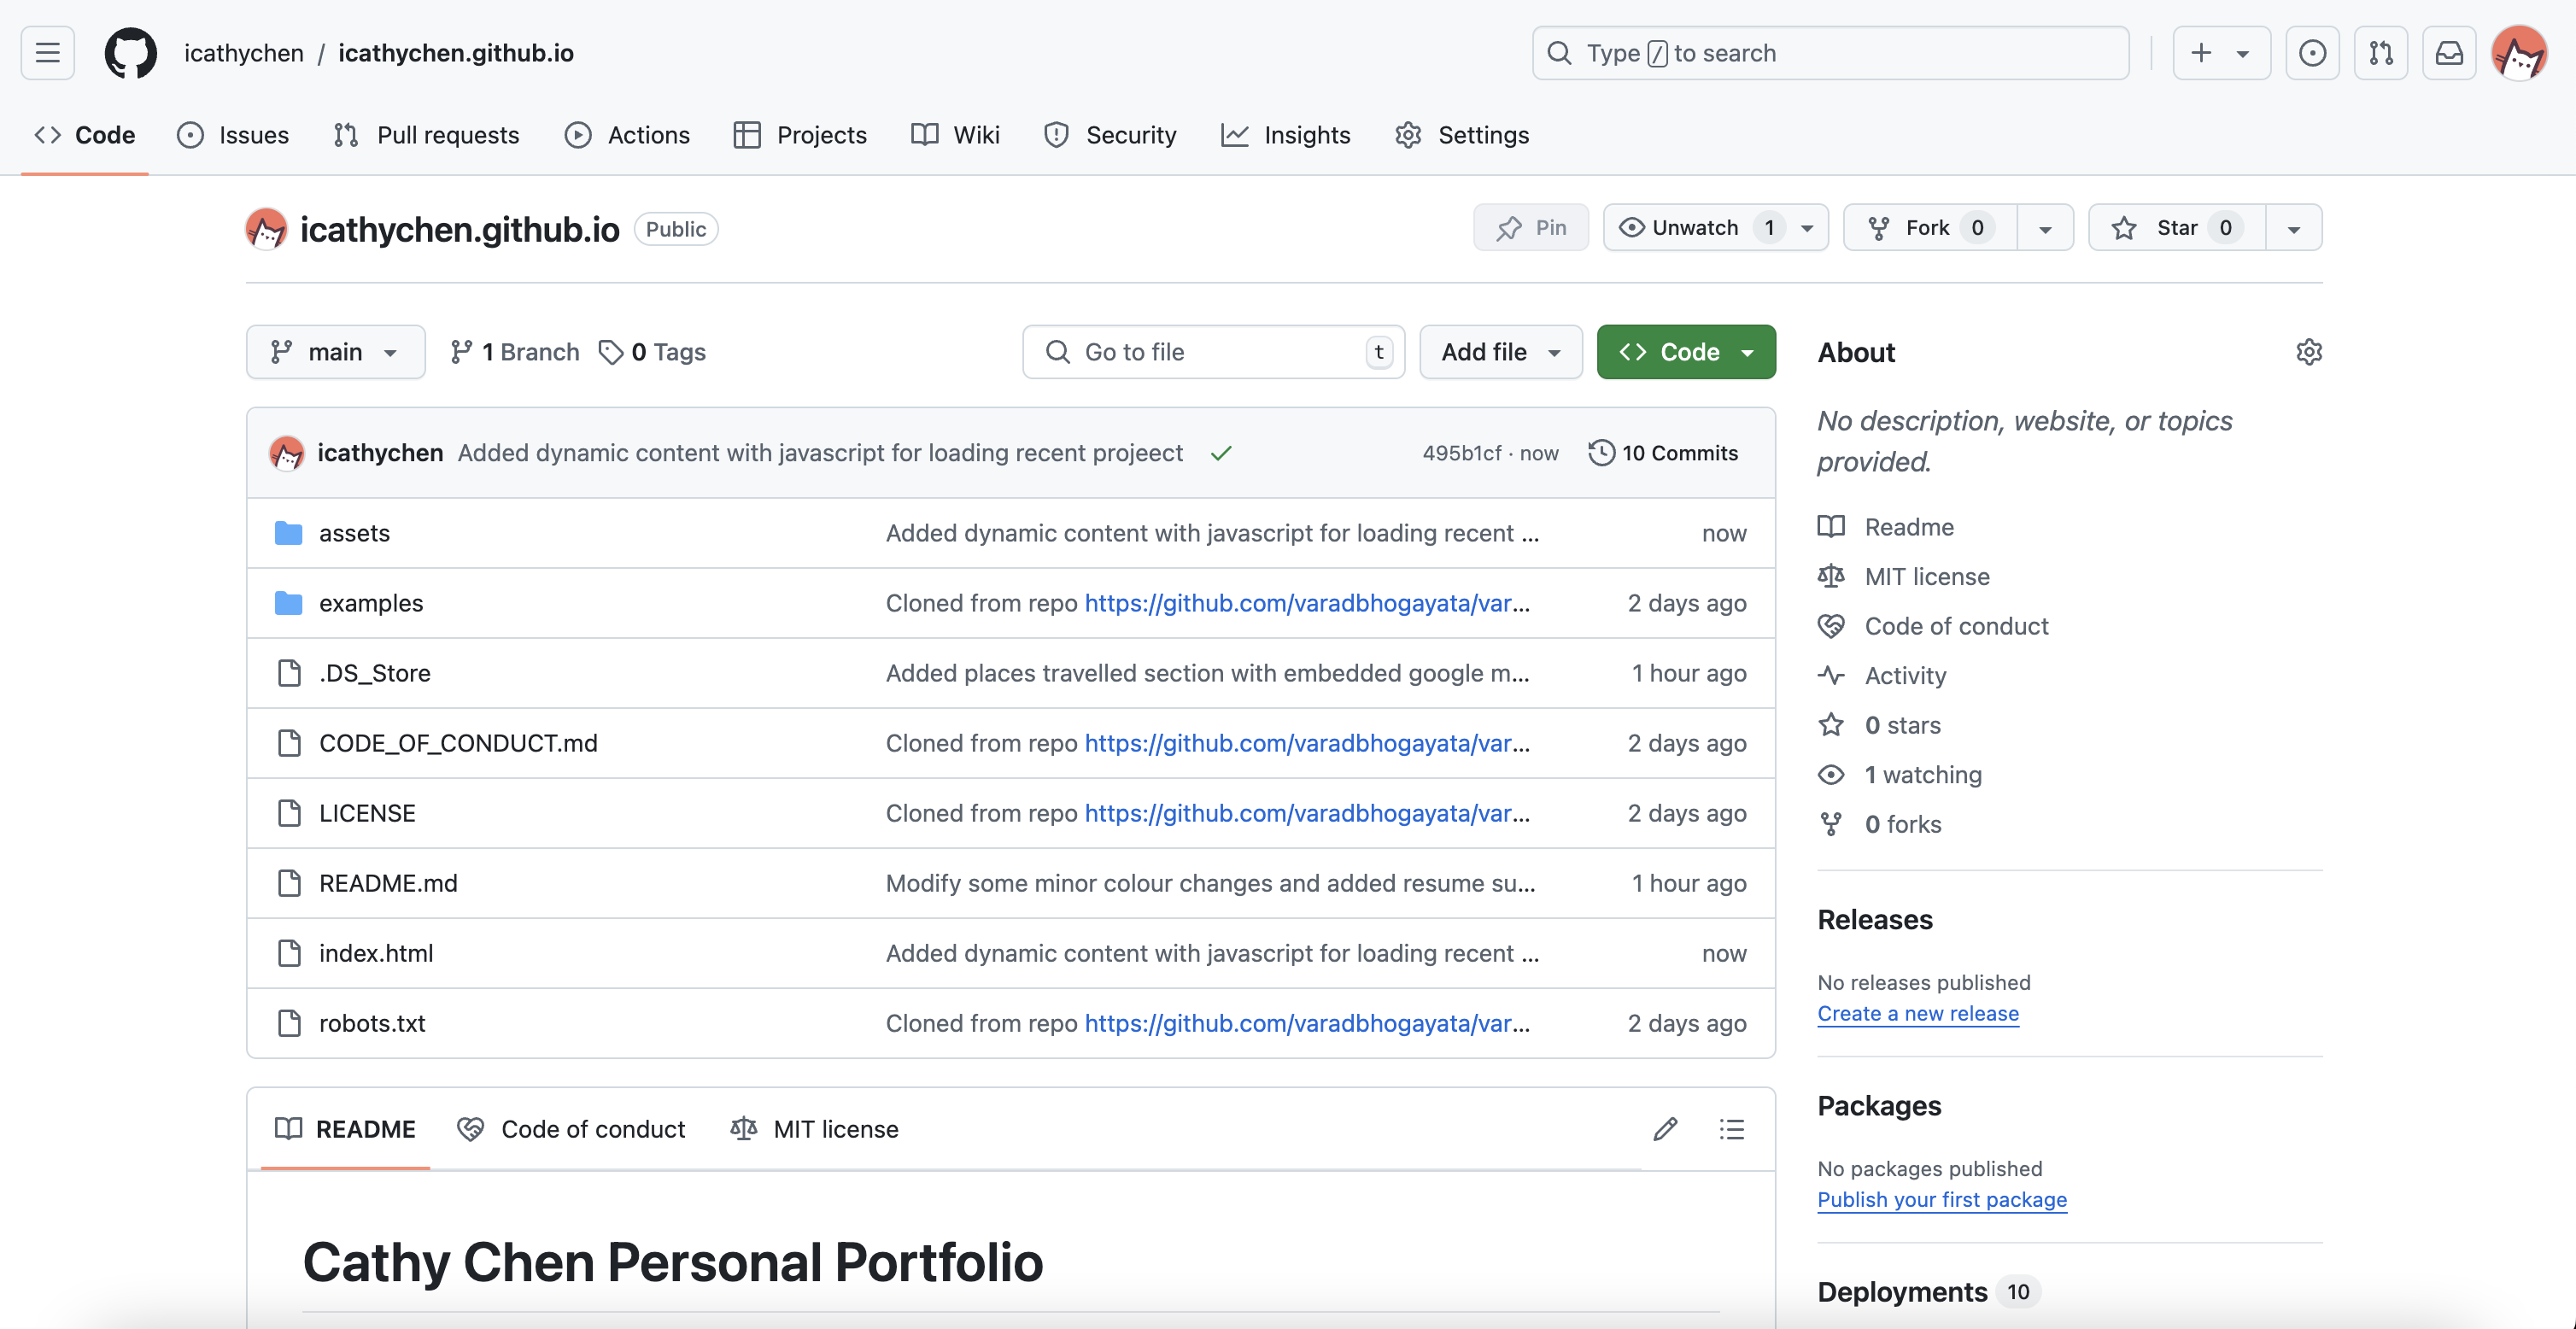 icathychen / icathychen.github.io
Type / to search
Code Issues Pull requests Actions Projects Wiki Security Insights Settings
icathychen.github.io Public
Pin Unwatch 1 Fork 0 Star 0
main 1 Branch 0 Tags Go to file t Add file Code
icathychen Added dynamic content with javascript for loading recent projeect 495b1cf · now 10 Commits
assets Added dynamic content with javascript for loading recent ... now
examples Cloned from repo https://github.com/varadbhogayata/var... 2 days ago
.DS_Store Added places travelled section with embedded google m... 1 hour ago
CODE_OF_CONDUCT.md Cloned from repo https://github.com/varadbhogayata/var... 2 days ago
LICENSE Cloned from repo https://github.com/varadbhogayata/var... 2 days ago
README.md Modify some minor colour changes and added resume su... 1 hour ago
index.html Added dynamic content with javascript for loading recent ... now
robots.txt Cloned from repo https://github.com/varadbhogayata/var... 2 days ago
README Code of conduct MIT license
Cathy Chen Personal Portfolio
About
No description, website, or topics
provided.
Readme
MIT license
Code of conduct
Activity
0 stars
1 watching
0 forks
Releases
No releases published
Create a new release
Packages
No packages published
Publish your first package
Deployments 10